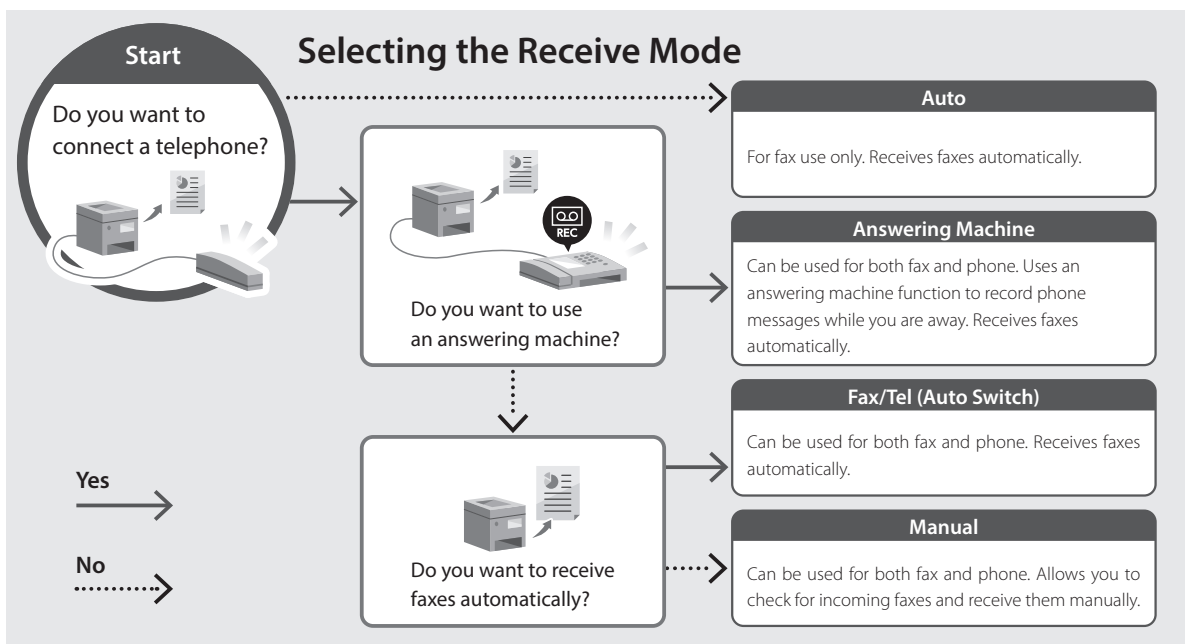 Selecting the Receive Mode
Start
Do you want to
connect a telephone?
REC
Do you want to use
an answering machine?
Do you want to receive
faxes automatically?
Auto
For fax use only. Receives faxes automatically.
Answering Machine
Can be used for both fax and phone. Uses an
answering machine function to record phone
messages while you are away. Receives faxes
automatically.
Fax/Tel (Auto Switch)
Can be used for both fax and phone. Receives faxes
automatically.
Manual
Can be used for both fax and phone. Allows you to
check for incoming faxes and receive them manually.
Yes
No